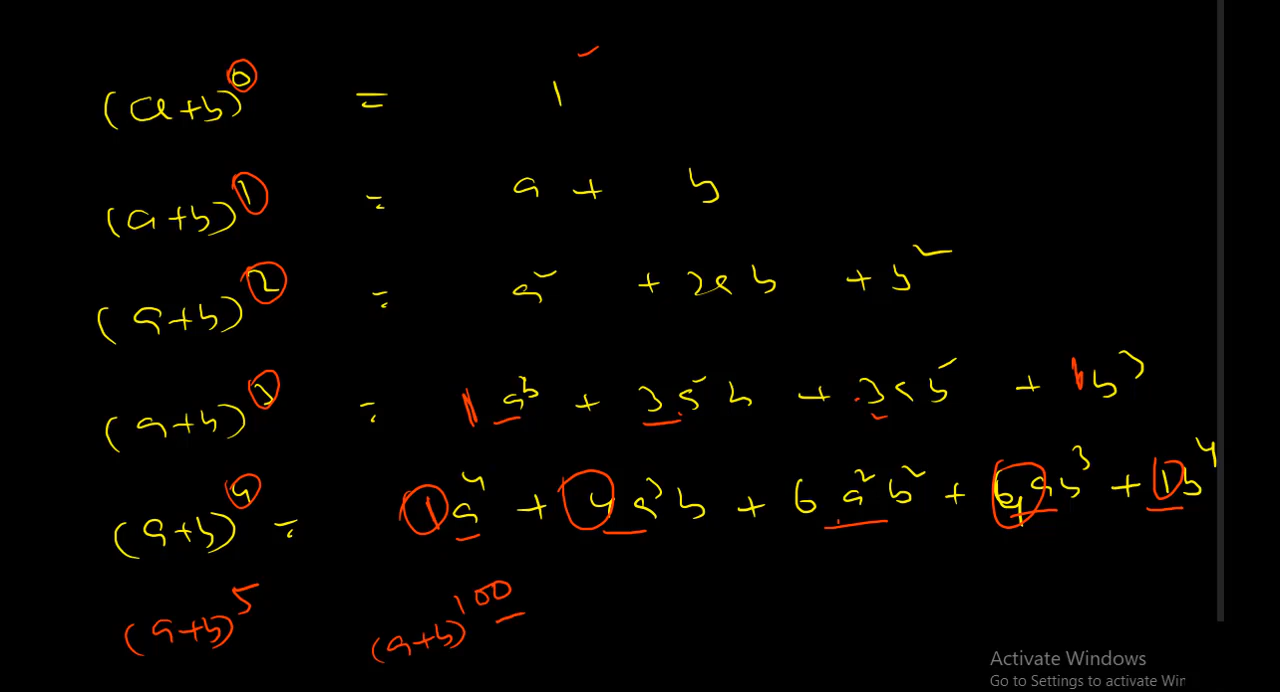 (a+b)⁰ = 1
(a+b)¹ = a + b
(a+b)² = a² + 2ab + b²
(a+b)³ = 1a³ + 3a²b + 3ab² + 1b³
(a+b)⁴ = 1a⁴ + 4a³b + 6a²b² + 4ab³ + 1b⁴
(a+b)⁵ (a+b)¹⁰⁰
Activate Windows
Go to Settings to activate Wir